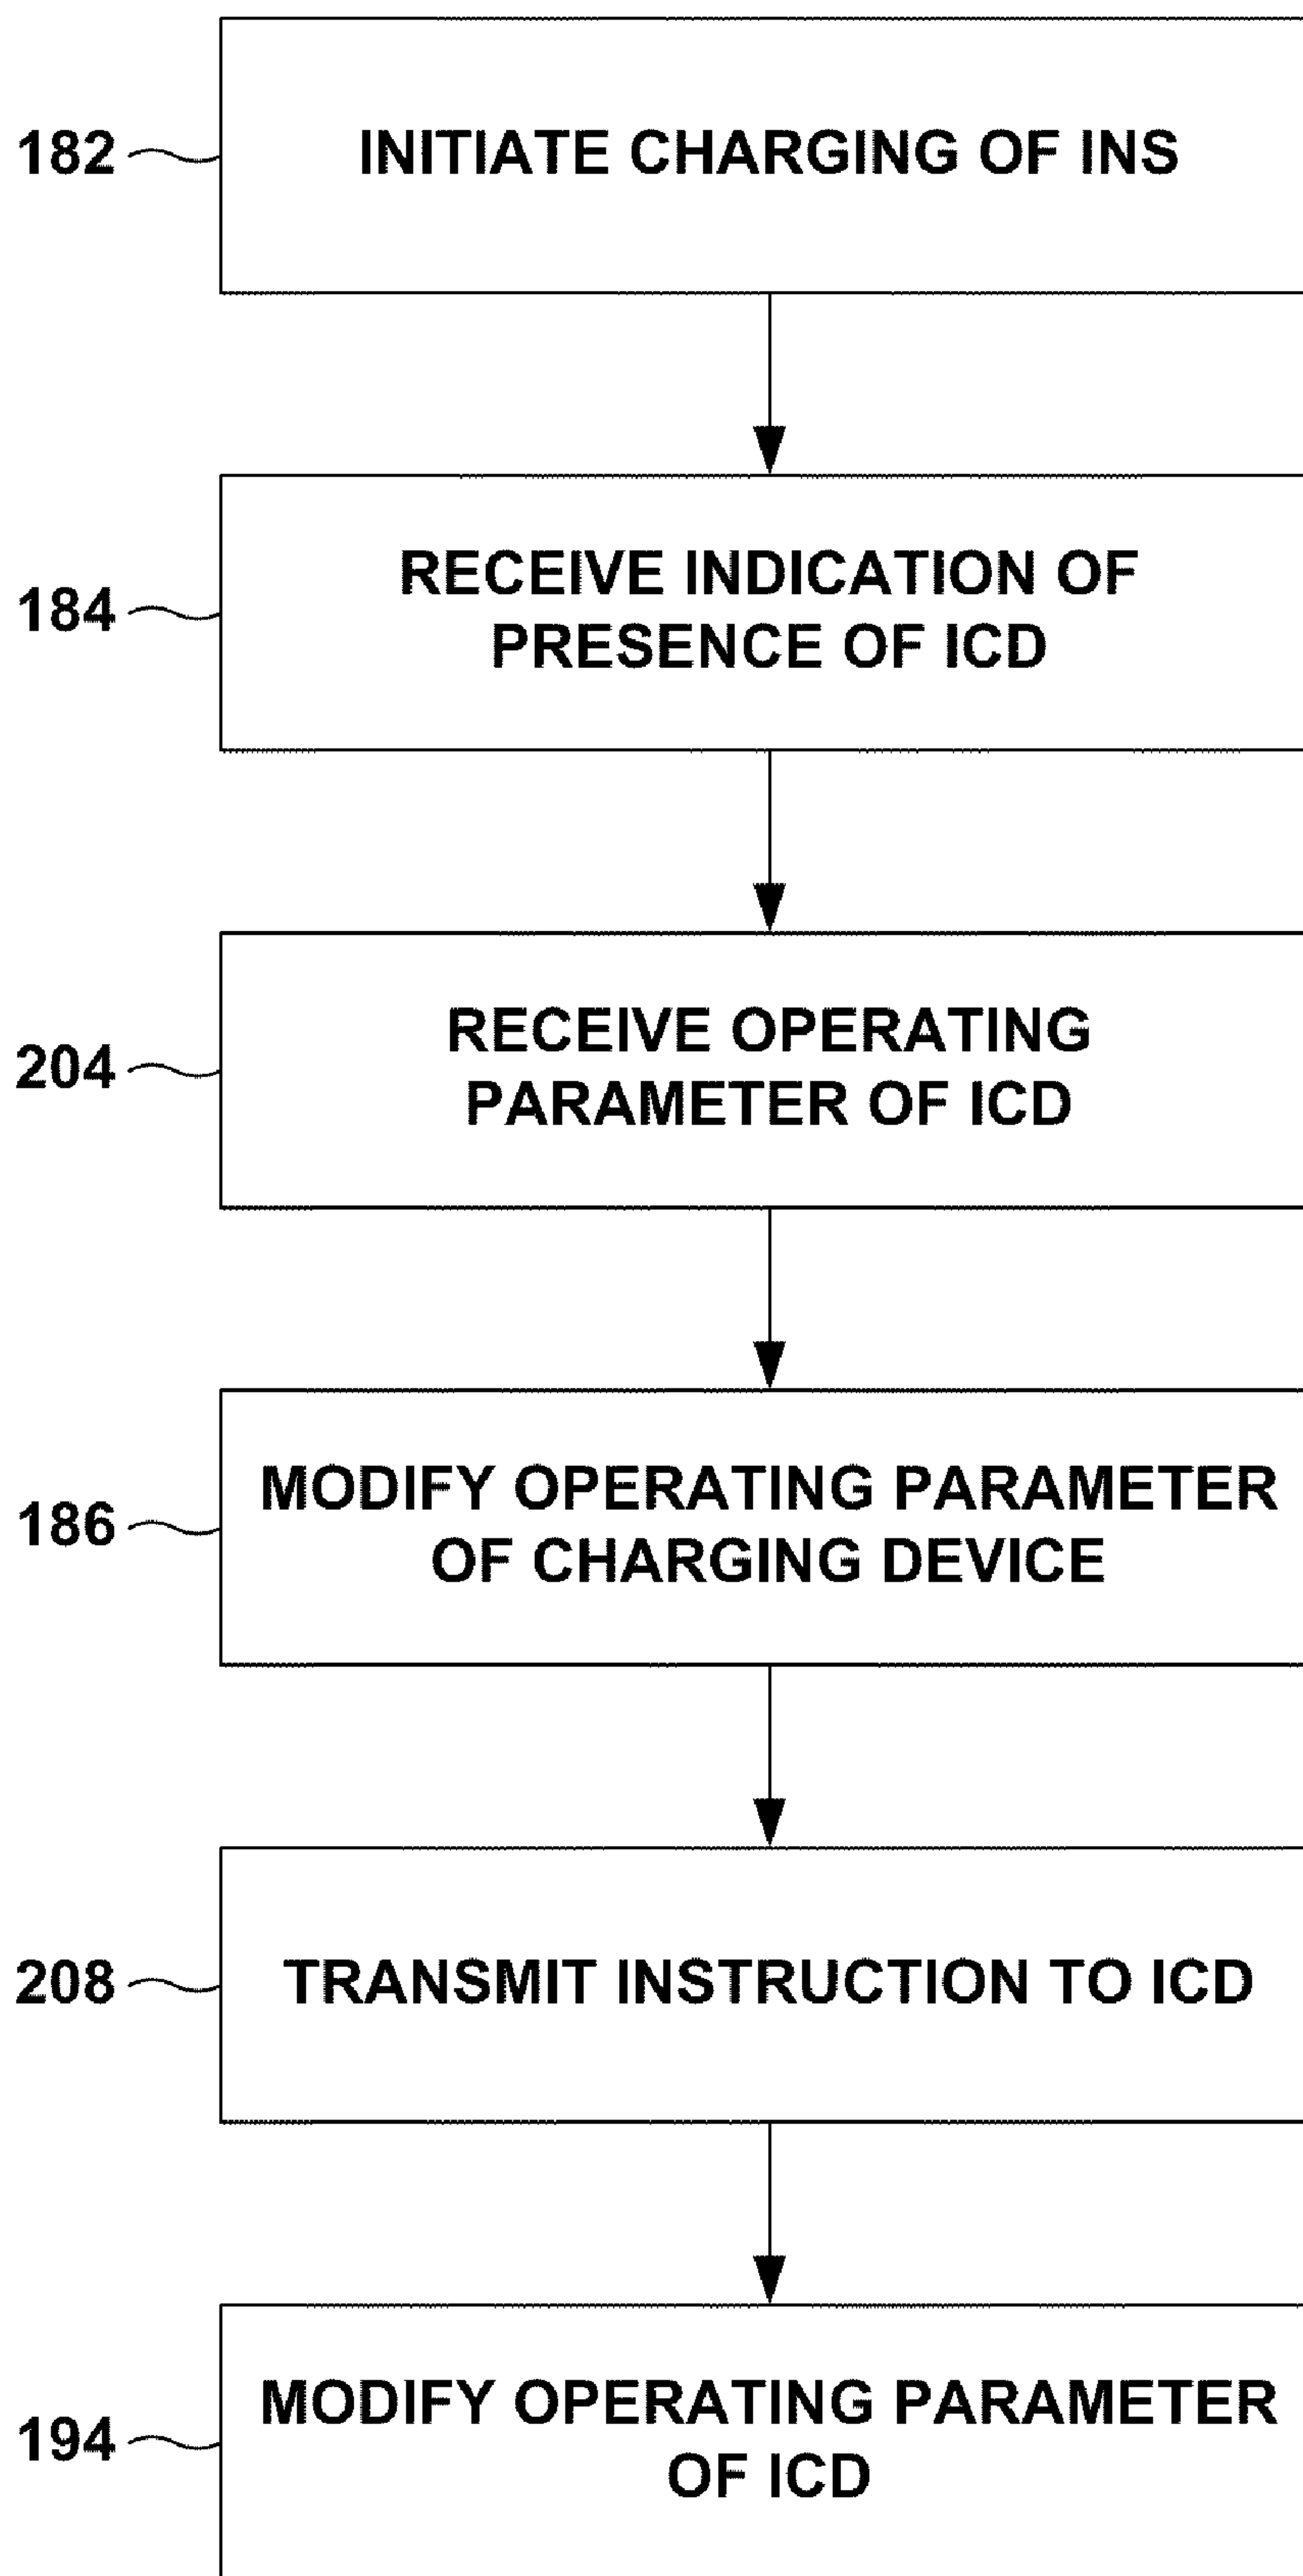 182
INITIATE CHARGING OF INS
184
RECEIVE INDICATION OF
PRESENCE OF ICD
204
RECEIVE OPERATING
PARAMETER OF ICD
186
MODIFY OPERATING PARAMETER
OF CHARGING DEVICE
208
TRANSMIT INSTRUCTION TO ICD
194
MODIFY OPERATING PARAMETER
OF ICD